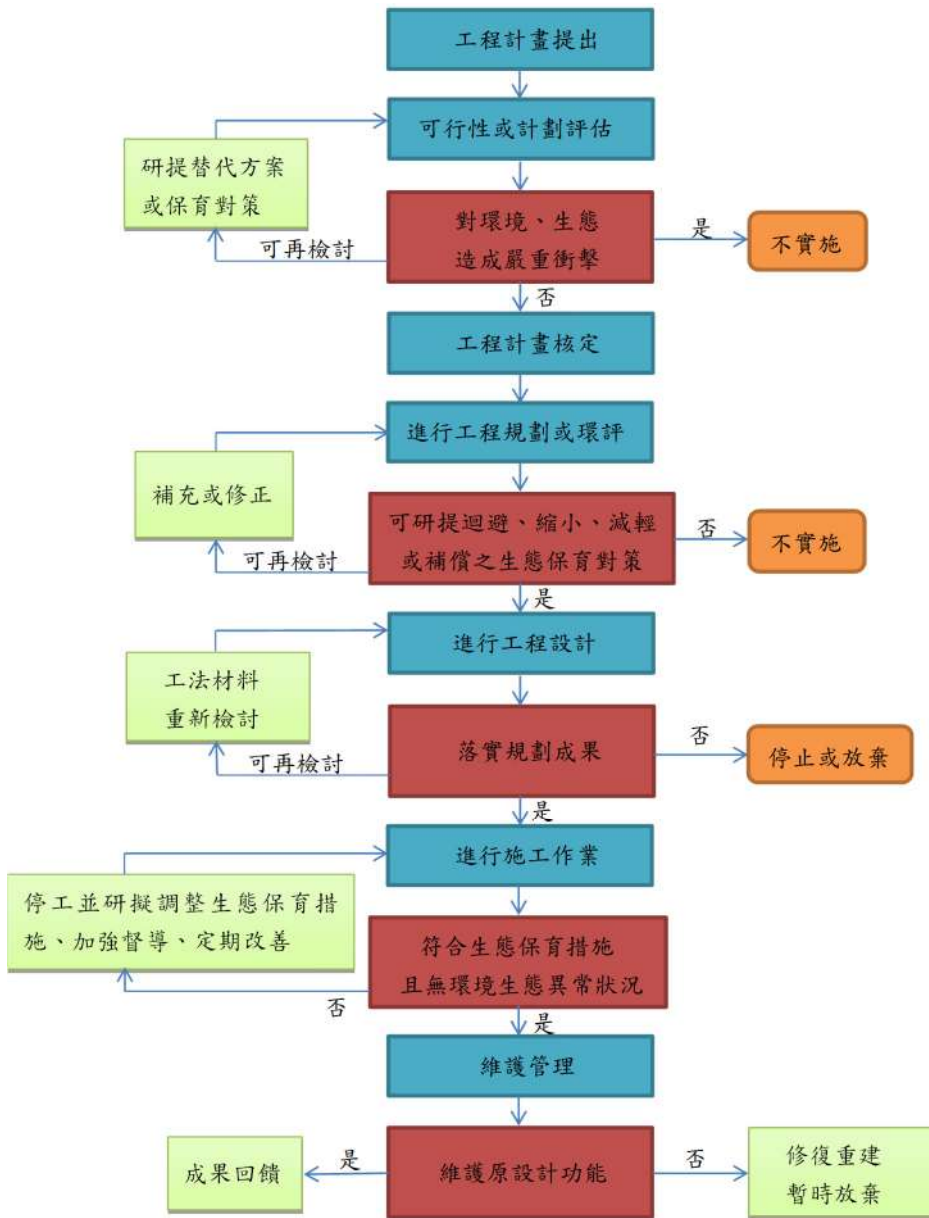 工程計畫提出
可行性或計劃評估
研提替代方案
或保育對策
對環境、生態
造成嚴重衝擊
是
不實施
可再檢討
否
工程計畫核定
進行工程規劃或環評
補充或修正
可研提迴避、縮小、減輕
或補償之生態保育對策
否
不實施
可再檢討
是
進行工程設計
工法材料
重新檢討
落實規劃成果
否
停止或放棄
可再檢討
是
進行施工作業
停工並研擬調整生態保育措
施、加強督導、定期改善
符合生態保育措施
且無環境生態異常狀況
否
是
維護管理
成果回饋
是
維護原設計功能
否
修復重建
暫時放棄